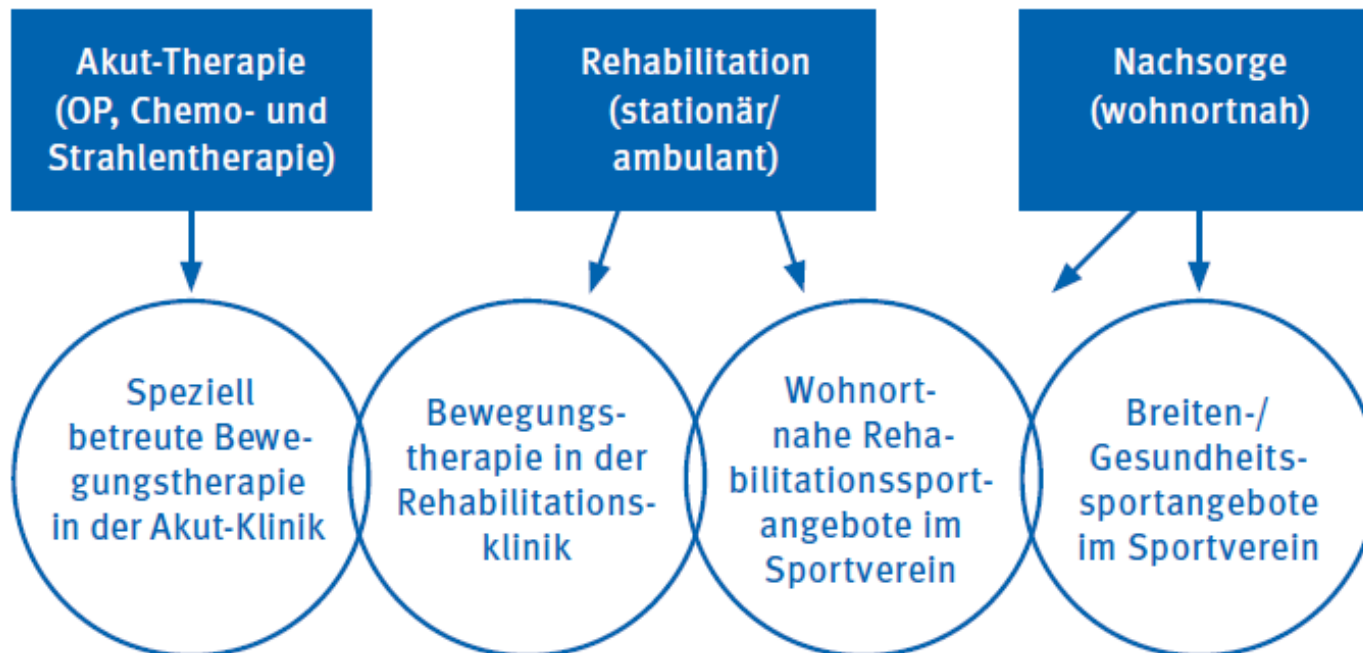 Akut-Therapie
(OP, Chemo- und
Strahlentherapie)
Rehabilitation
(stationär/
ambulant)
Nachsorge
(wohnortnah)
Speziell
betreute Bewe-
gungstherapie
in der Akut-Klinik
Bewegungs-
therapie in der
Rehabilitations-
klinik
Wohnort-
nahe Reha-
bilitationssport-
angebote im
Sportverein
Breiten-/
Gesundheits-
sportangebote
im Sportverein